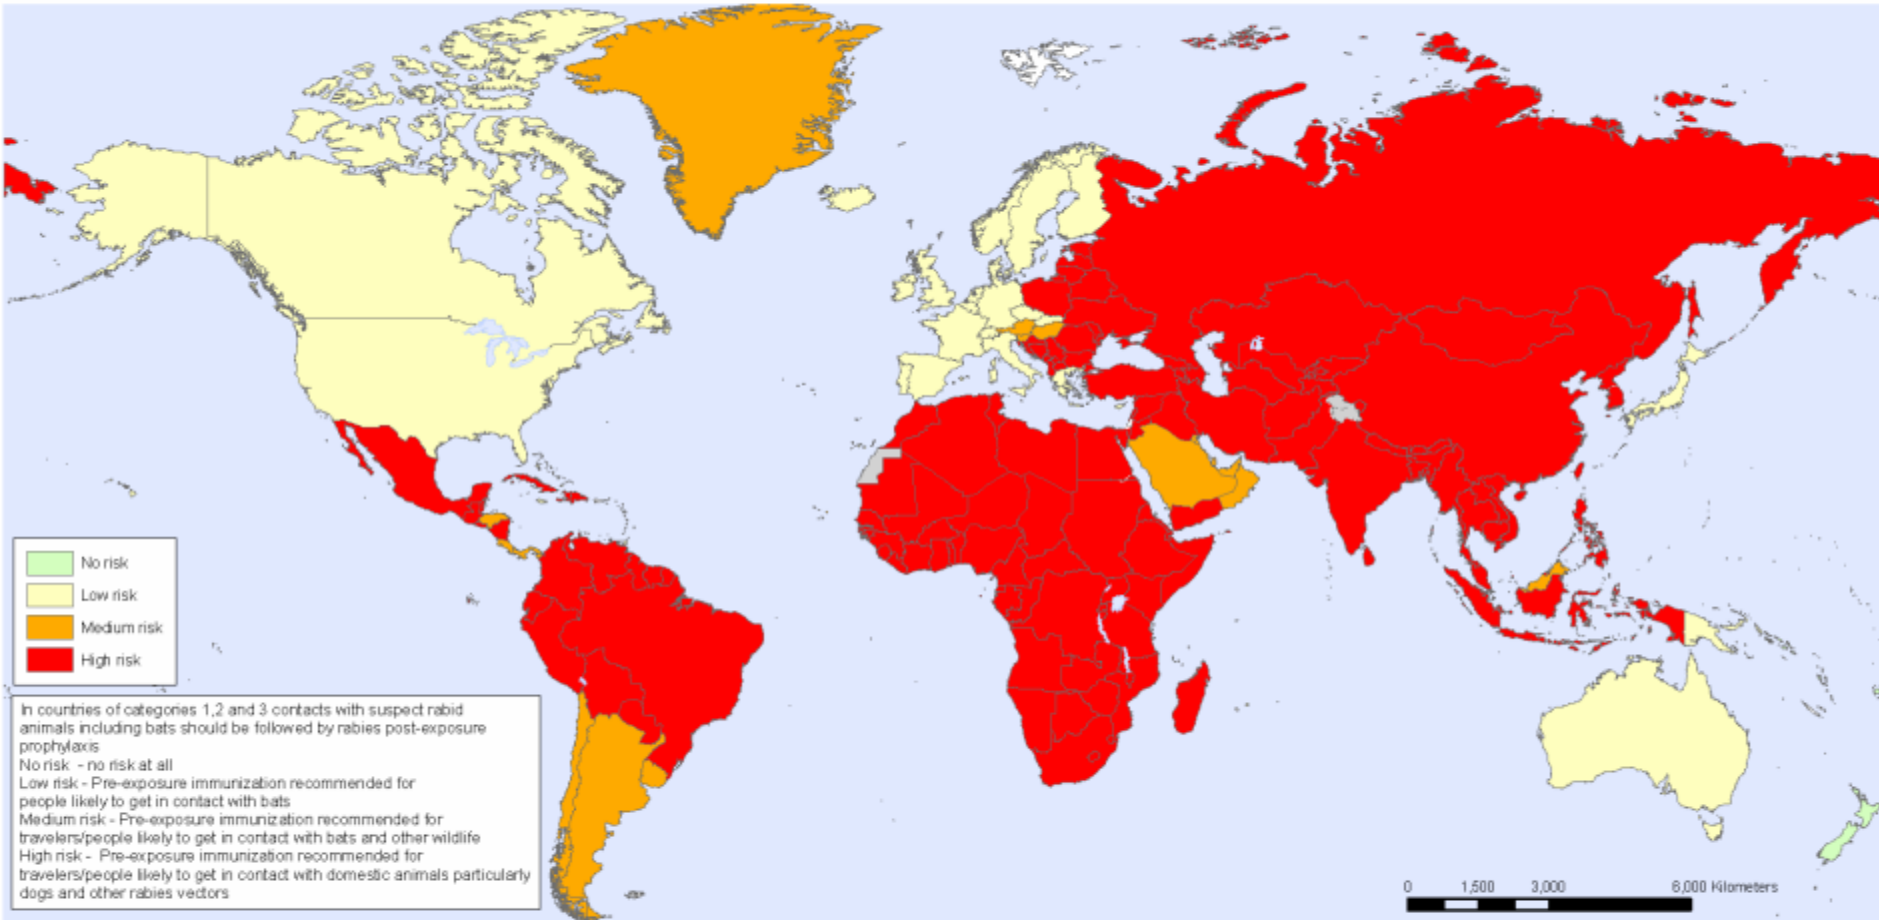 No risk
Low risk
Medium risk
High risk
In countries of categories 1,2 and 3 contacts with suspect rabid
animals including bats should be followed by rabies post-exposure
prophylaxis
No risk - no risk at all
Low risk - Pre-exposure immunization recommended for
people likely to get in contact with bats
Medium risk - Pre-exposure immunization recommended for
travelers/people likely to get in contact with bats and other wildlife
High risk - Pre-exposure immunization recommended for
travelers/people likely to get in contact with domestic animals particularly
dogs and other rabies vectors
0 1,500 3,000 6,000 Kilometers